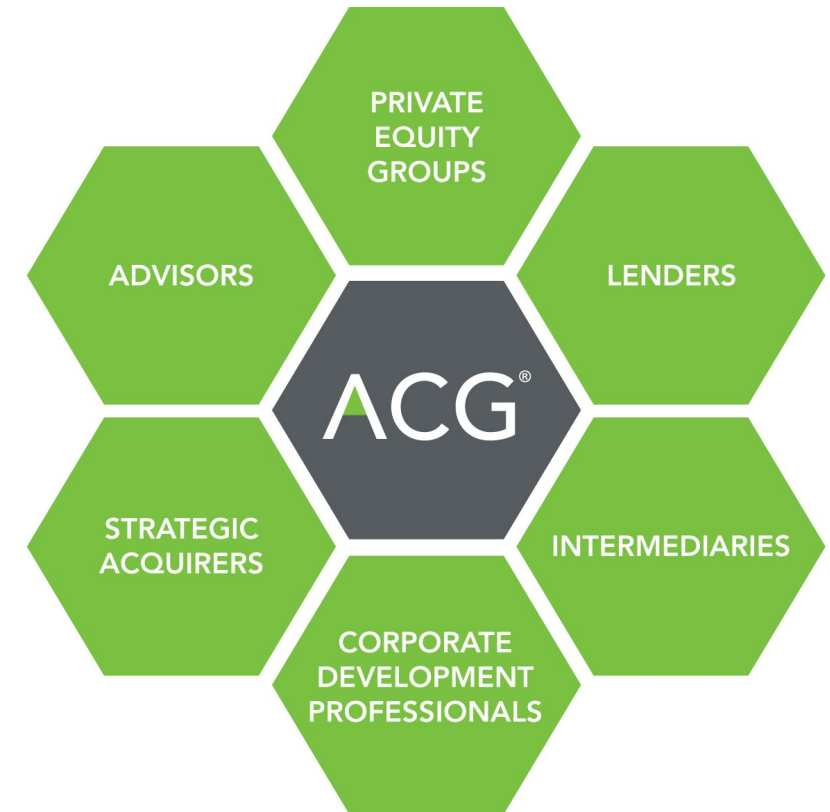 PRIVATE
EQUITY
GROUPS
ADVISORS
LENDERS
ACG®
STRATEGIC
ACQUIRERS
INTERMEDIARIES
CORPORATE
DEVELOPMENT
PROFESSIONALS